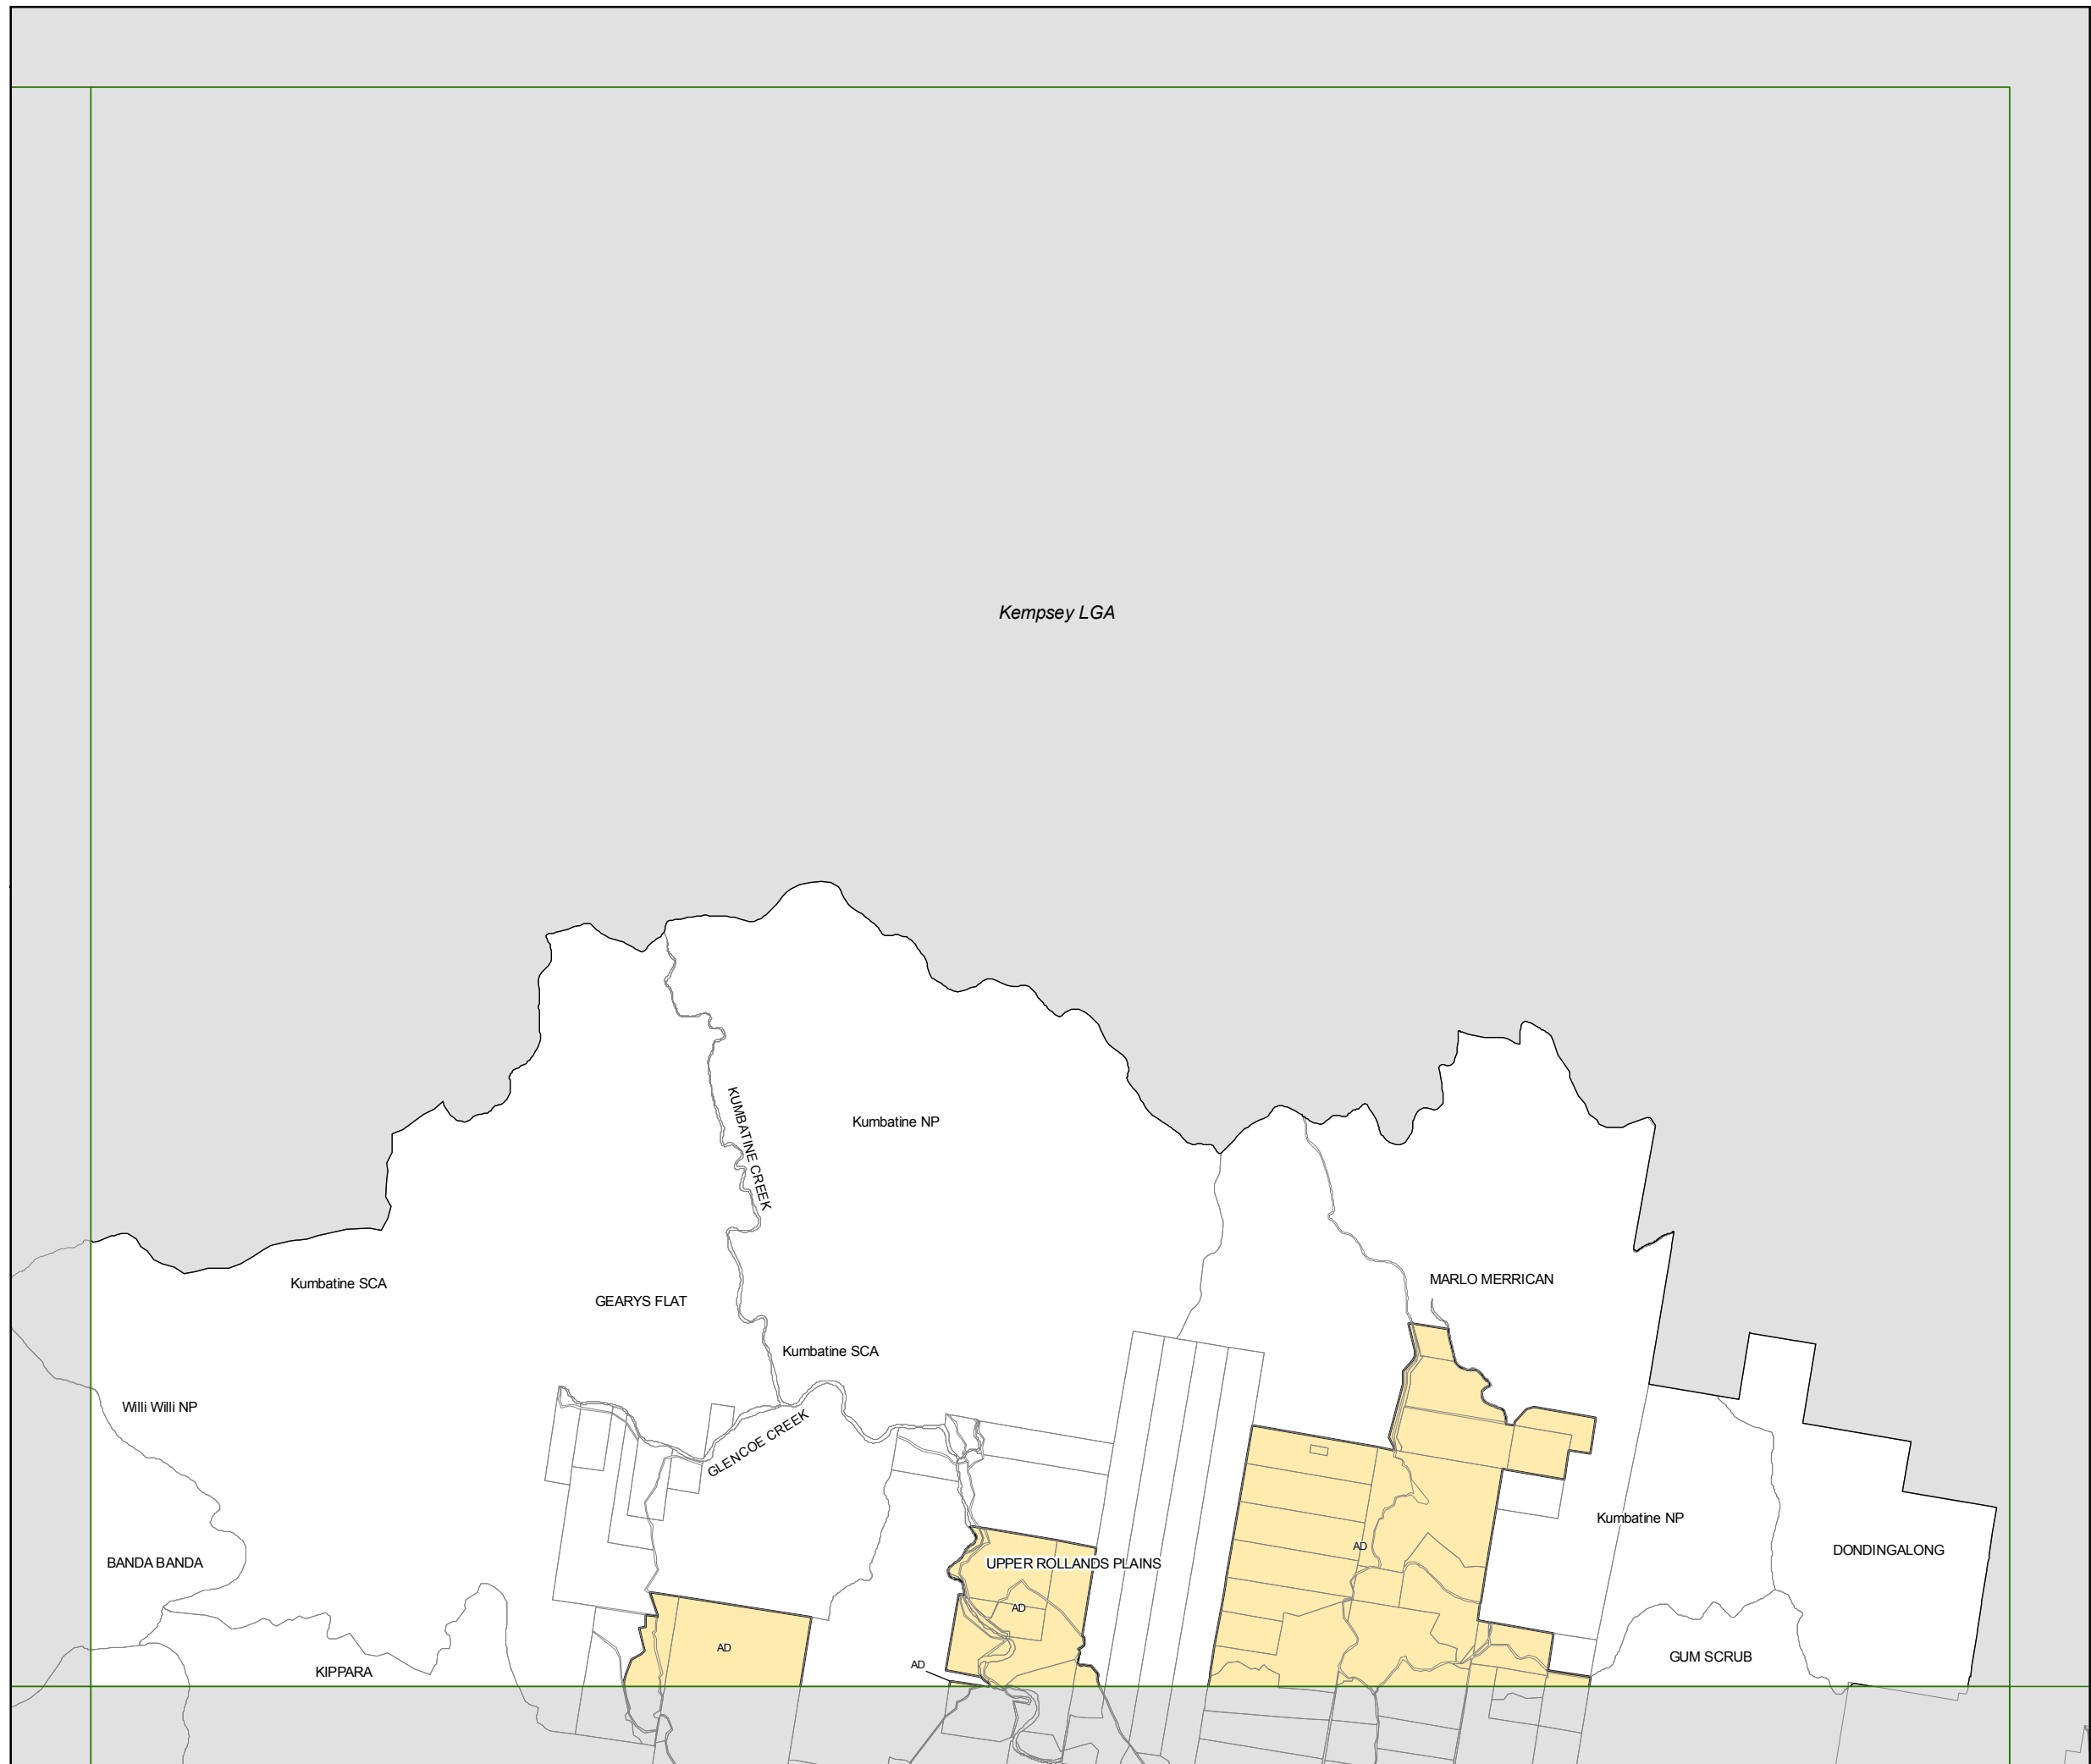 Kempsey LGA
KUMBATINE CREEK
Kumbatine NP
MARLO MERRICAN
Kumbatine SCA
GEARYS FLAT
Kumbatine SCA
Willi Willi NP
GLENCOE CREEK
Kumbatine NP
AD
DONDINGALONG
BANDA BANDA
UPPER ROLLANDS PLAINS
AD
AD
GUM SCRUB
AD
KIPPARA